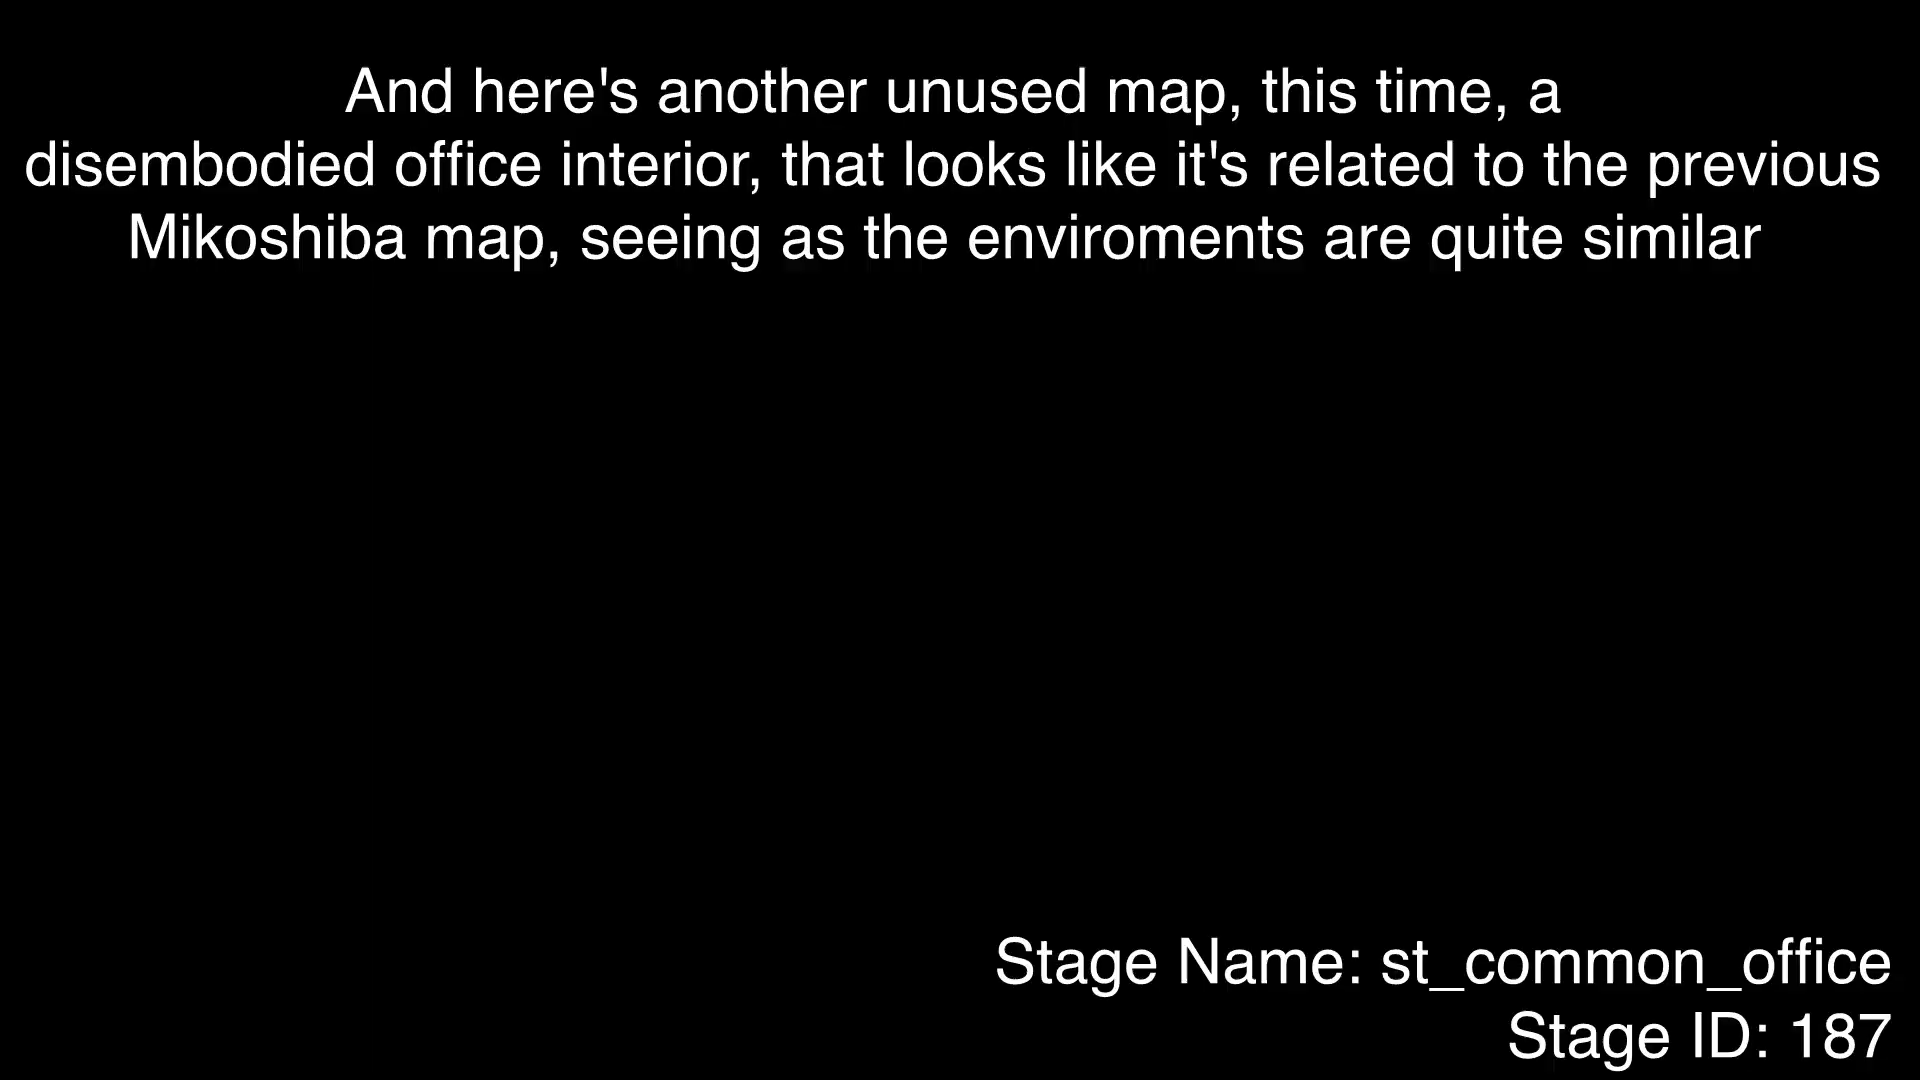 And here's another unused map, this time, a
disembodied office interior, that looks like it's related to the previous
Mikoshiba map, seeing as the enviroments are quite similar
Stage Name: st_common_office
Stage ID: 187